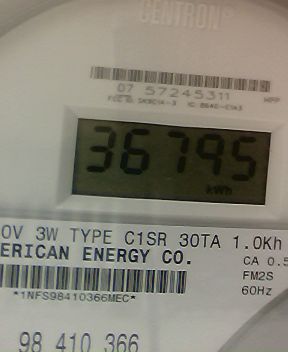 CENTRON®
07 57245311
36795
kWh
0V 3W TYPE C1SR 30TA 1.0Kh
ERICAN ENERGY CO.
CA 0.5
FM2S
60Hz
*1NFS98410366MEC*
98 410 366